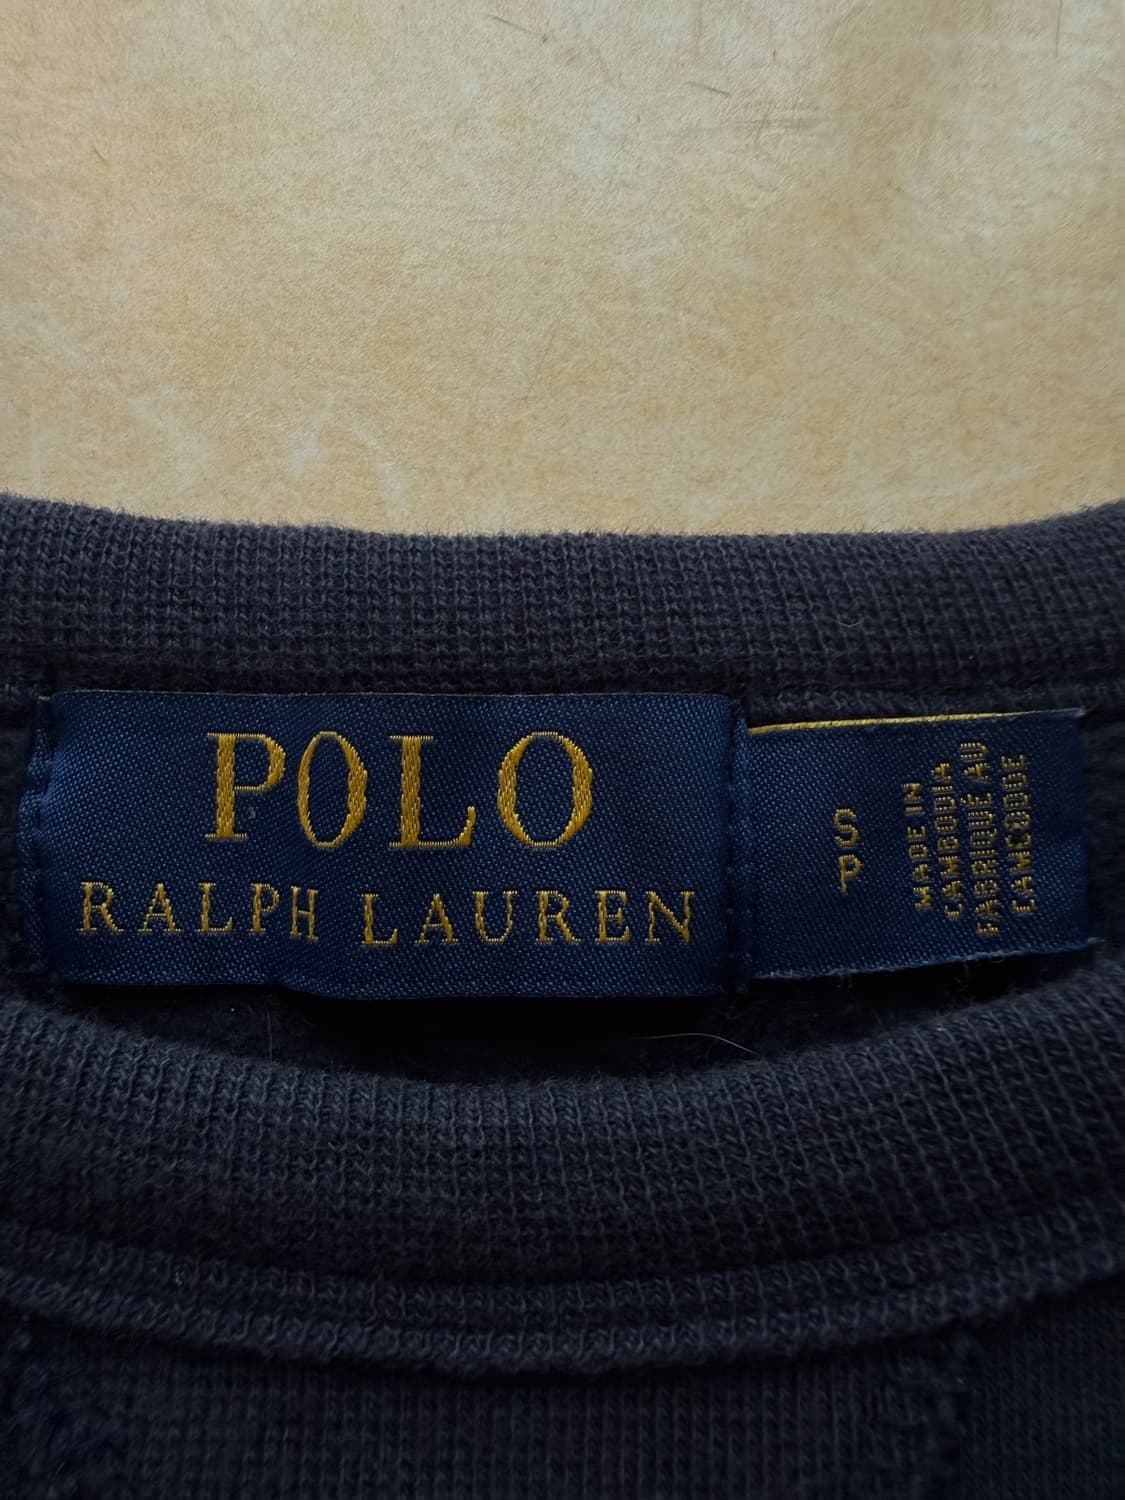 POLO
RALPH LAUREN
S
P
MADE IN
CAMBODIA
FABRIQUÉ AU
CAMBODGE